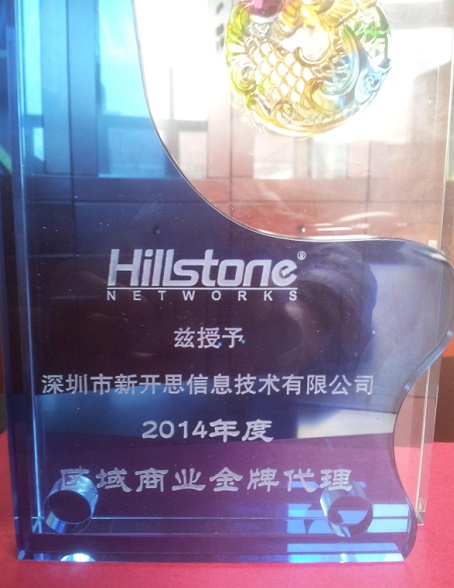 Hillstone®
NETWORKS
兹授予
深圳市新开思信息技术有限公司
2014年度
区域商业金牌代理